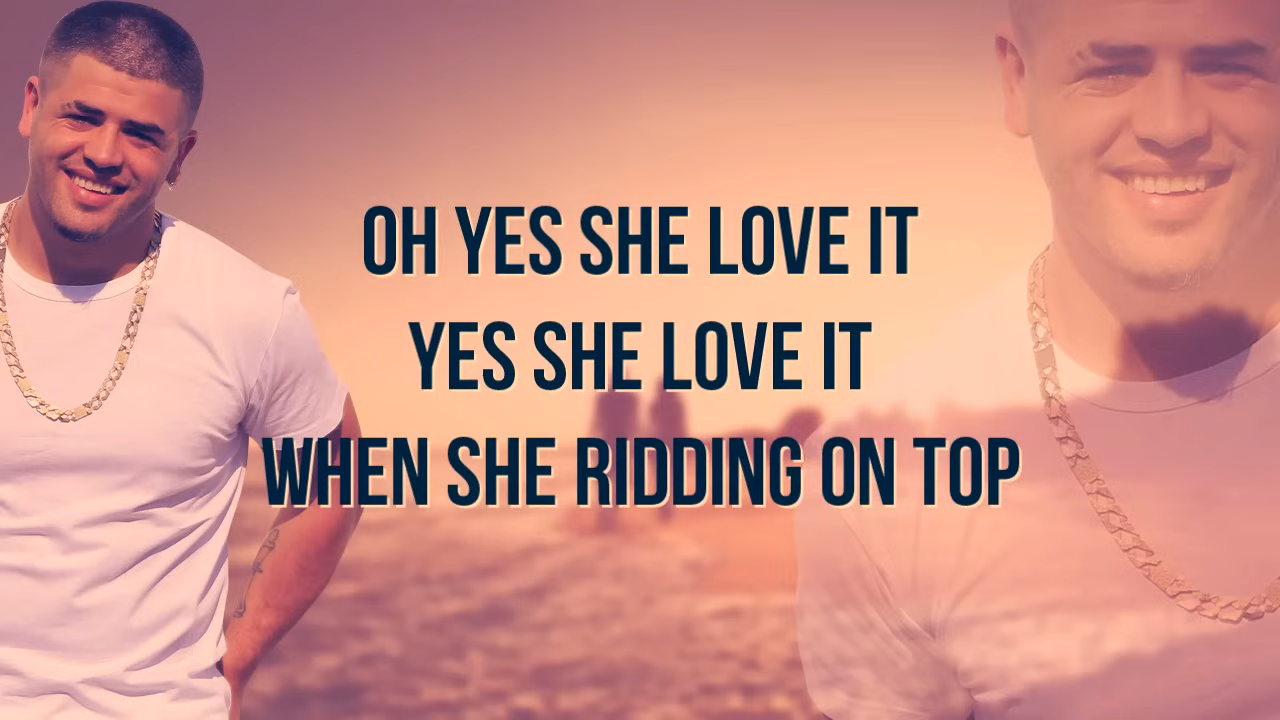 OH YES SHE LOVE IT
YES SHE LOVE IT
WHEN SHE RIDDING ON TOP